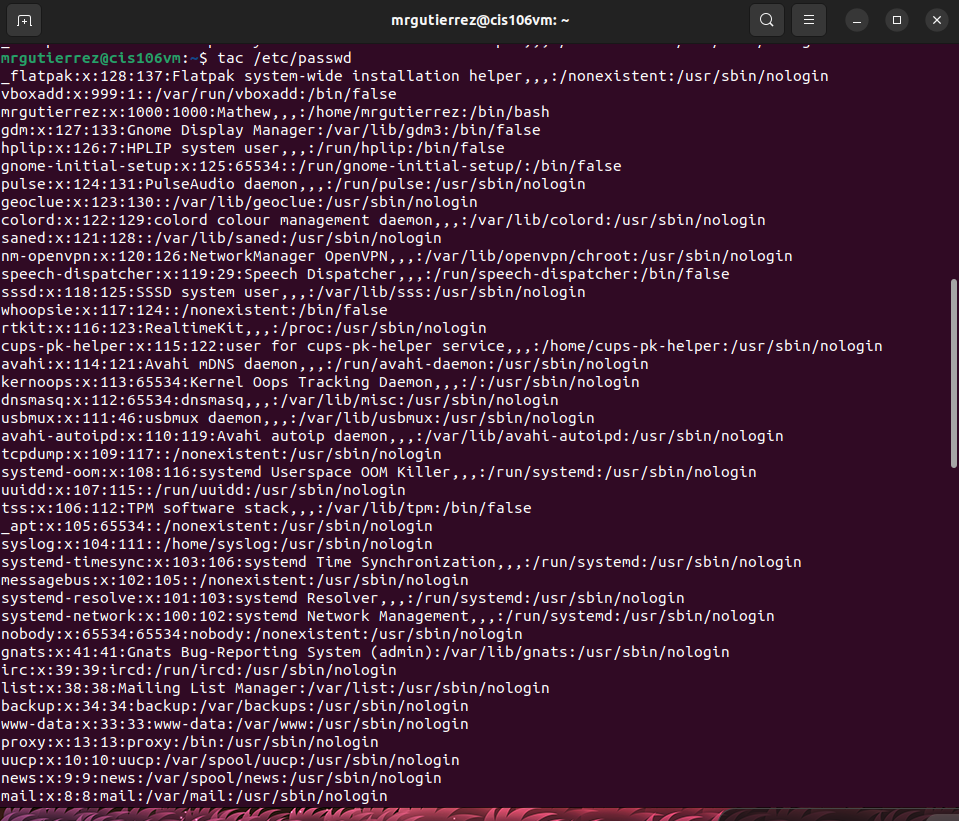 mrgutierrez@cis106vm: ~
mrgutierrez@cis106vm:~$ tac /etc/passwd
_flatpak:x:128:137:Flatpak system-wide installation helper,,,:/nonexistent:/usr/sbin/nologin
vboxadd:x:999:1::/var/run/vboxadd:/bin/false
mrgutierrez:x:1000:1000:Mathew,,,:/home/mrgutierrez:/bin/bash
gdm:x:127:133:Gnome Display Manager:/var/lib/gdm3:/bin/false
hplip:x:126:7:HPLIP system user,,,:/run/hplip:/bin/false
gnome-initial-setup:x:125:65534::/run/gnome-initial-setup/:/bin/false
pulse:x:124:131:PulseAudio daemon,,,:/run/pulse:/usr/sbin/nologin
geoclue:x:123:130::/var/lib/geoclue:/usr/sbin/nologin
colord:x:122:129:colord colour management daemon,,,:/var/lib/colord:/usr/sbin/nologin
saned:x:121:128::/var/lib/saned:/usr/sbin/nologin
nm-openvpn:x:120:126:NetworkManager OpenVPN,,,:/var/lib/openvpn/chroot:/usr/sbin/nologin
speech-dispatcher:x:119:29:Speech Dispatcher,,,:/run/speech-dispatcher:/bin/false
sssd:x:118:125:SSSD system user,,,:/var/lib/sss:/usr/sbin/nologin
whoopsie:x:117:124::/nonexistent:/bin/false
rtkit:x:116:123:RealtimeKit,,,:/proc:/usr/sbin/nologin
cups-pk-helper:x:115:122:user for cups-pk-helper service,,,:/home/cups-pk-helper:/usr/sbin/nologin
avahi:x:114:121:Avahi mDNS daemon,,,:/run/avahi-daemon:/usr/sbin/nologin
kernoops:x:113:65534:Kernel Oops Tracking Daemon,,,:/:/usr/sbin/nologin
dnsmasq:x:112:65534:dnsmasq,,,:/var/lib/misc:/usr/sbin/nologin
usbmux:x:111:46:usbmux daemon,,,:/var/lib/usbmux:/usr/sbin/nologin
avahi-autoipd:x:110:119:Avahi autoip daemon,,,:/var/lib/avahi-autoipd:/usr/sbin/nologin
tcpdump:x:109:117::/nonexistent:/usr/sbin/nologin
systemd-oom:x:108:116:systemd Userspace OOM Killer,,,:/run/systemd:/usr/sbin/nologin
uuidd:x:107:115::/run/uuidd:/usr/sbin/nologin
tss:x:106:112:TPM software stack,,,:/var/lib/tpm:/bin/false
_apt:x:105:65534::/nonexistent:/usr/sbin/nologin
syslog:x:104:111::/home/syslog:/usr/sbin/nologin
systemd-timesync:x:103:106:systemd Time Synchronization,,,:/run/systemd:/usr/sbin/nologin
messagebus:x:102:105::/nonexistent:/usr/sbin/nologin
systemd-resolve:x:101:103:systemd Resolver,,,:/run/systemd:/usr/sbin/nologin
systemd-network:x:100:102:systemd Network Management,,,:/run/systemd:/usr/sbin/nologin
nobody:x:65534:65534:nobody:/nonexistent:/usr/sbin/nologin
gnats:x:41:41:Gnats Bug-Reporting System (admin):/var/lib/gnats:/usr/sbin/nologin
irc:x:39:39:ircd:/run/ircd:/usr/sbin/nologin
list:x:38:38:Mailing List Manager:/var/list:/usr/sbin/nologin
backup:x:34:34:backup:/var/backups:/usr/sbin/nologin
www-data:x:33:33:www-data:/var/www:/usr/sbin/nologin
proxy:x:13:13:proxy:/bin:/usr/sbin/nologin
uucp:x:10:10:uucp:/var/spool/uucp:/usr/sbin/nologin
news:x:9:9:news:/var/spool/news:/usr/sbin/nologin
mail:x:8:8:mail:/var/mail:/usr/sbin/nologin